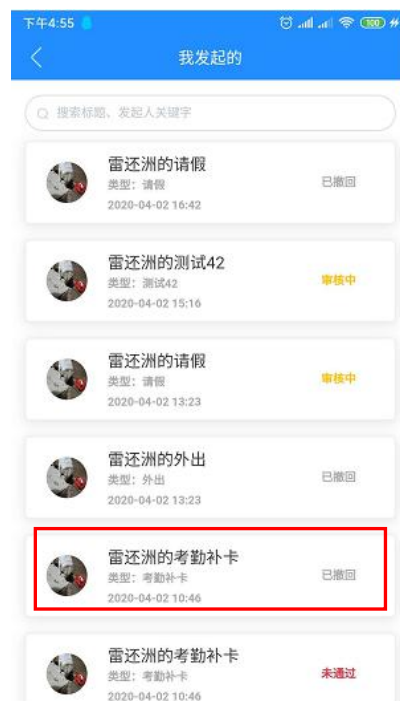 下午4:55
100
我发起的
搜索标题、发起人关键字
雷还洲的请假
类型：请假
已撤回
2020-04-02 16:42
雷还洲的测试42
类型：测试42
审核中
2020-04-02 15:16
雷还洲的请假
类型：请假
审核中
2020-04-02 13:23
雷还洲的外出
类型：外出
已撤回
2020-04-02 13:23
雷还洲的考勤补卡
类型：考勤补卡
已撤回
2020-04-02 10:46
雷还洲的考勤补卡
类型：考勤补卡
未通过
2020-04-02 10:46